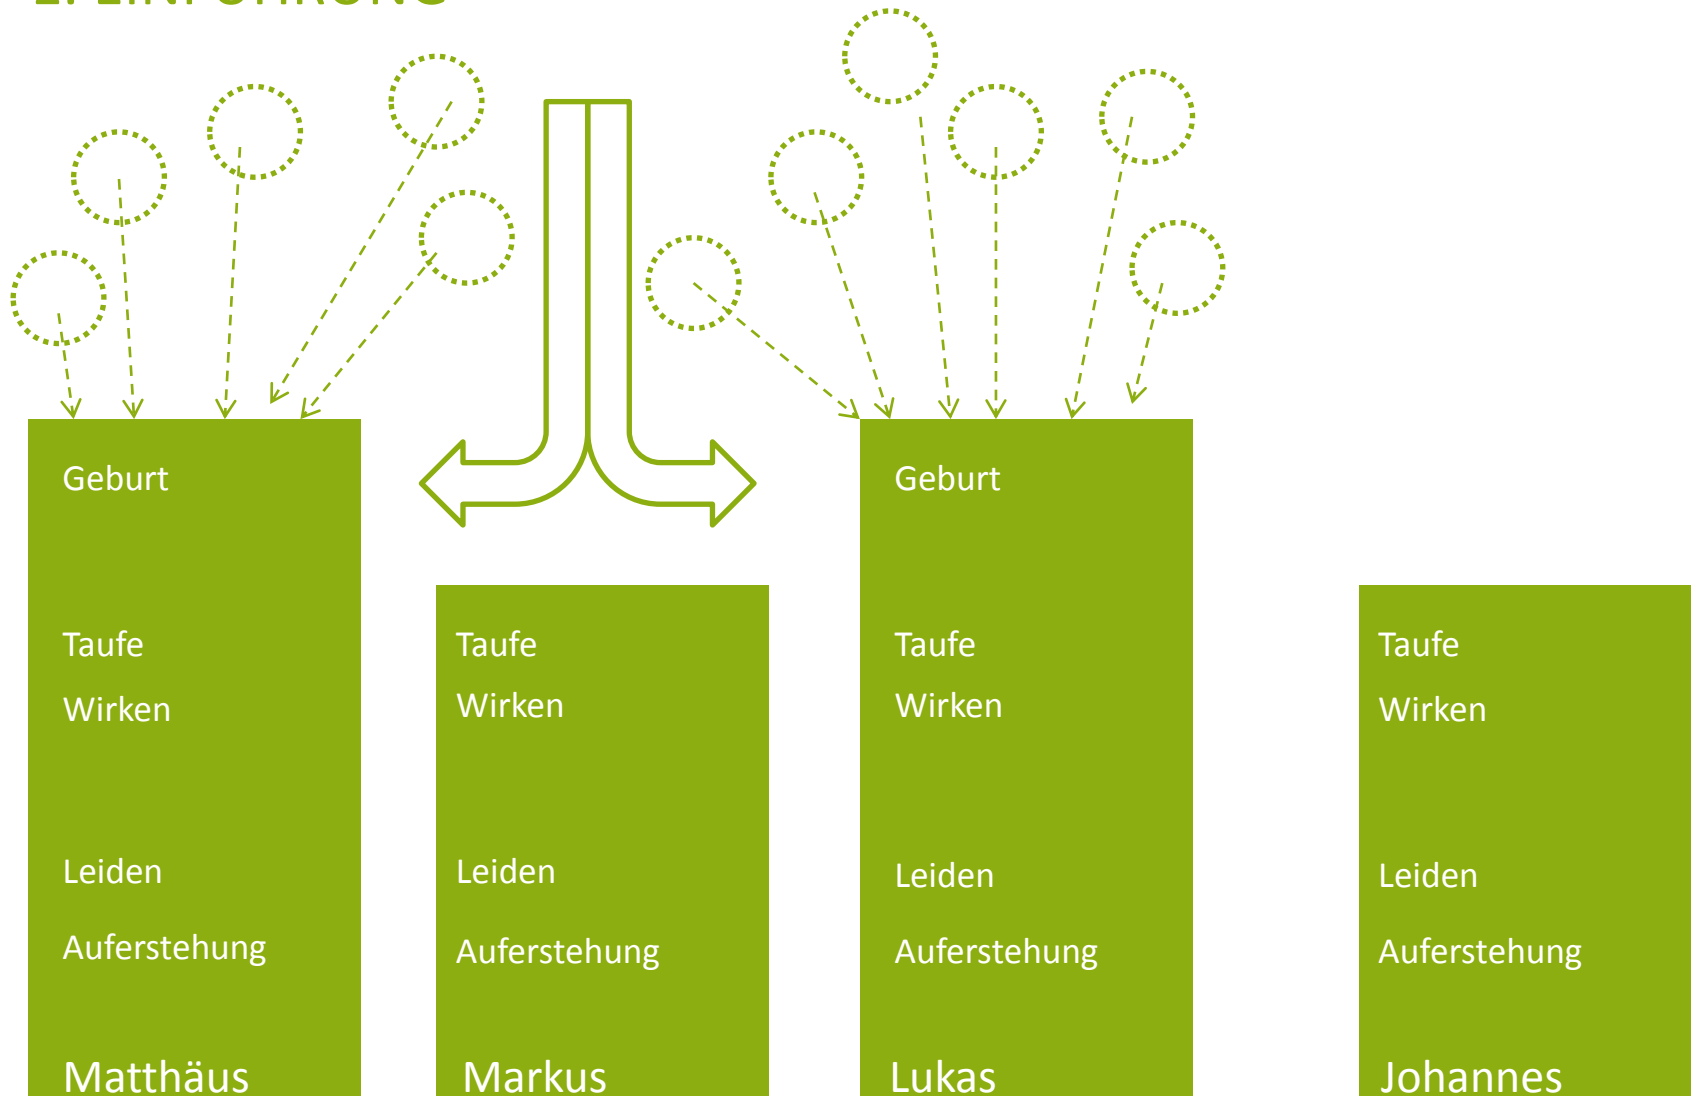 EINFÜHRUNG
Geburt
Taufe
Wirken
Leiden
Auferstehung
Matthäus
Taufe
Wirken
Leiden
Auferstehung
Markus
Geburt
Taufe
Wirken
Leiden
Auferstehung
Lukas
Taufe
Wirken
Leiden
Auferstehung
Johannes